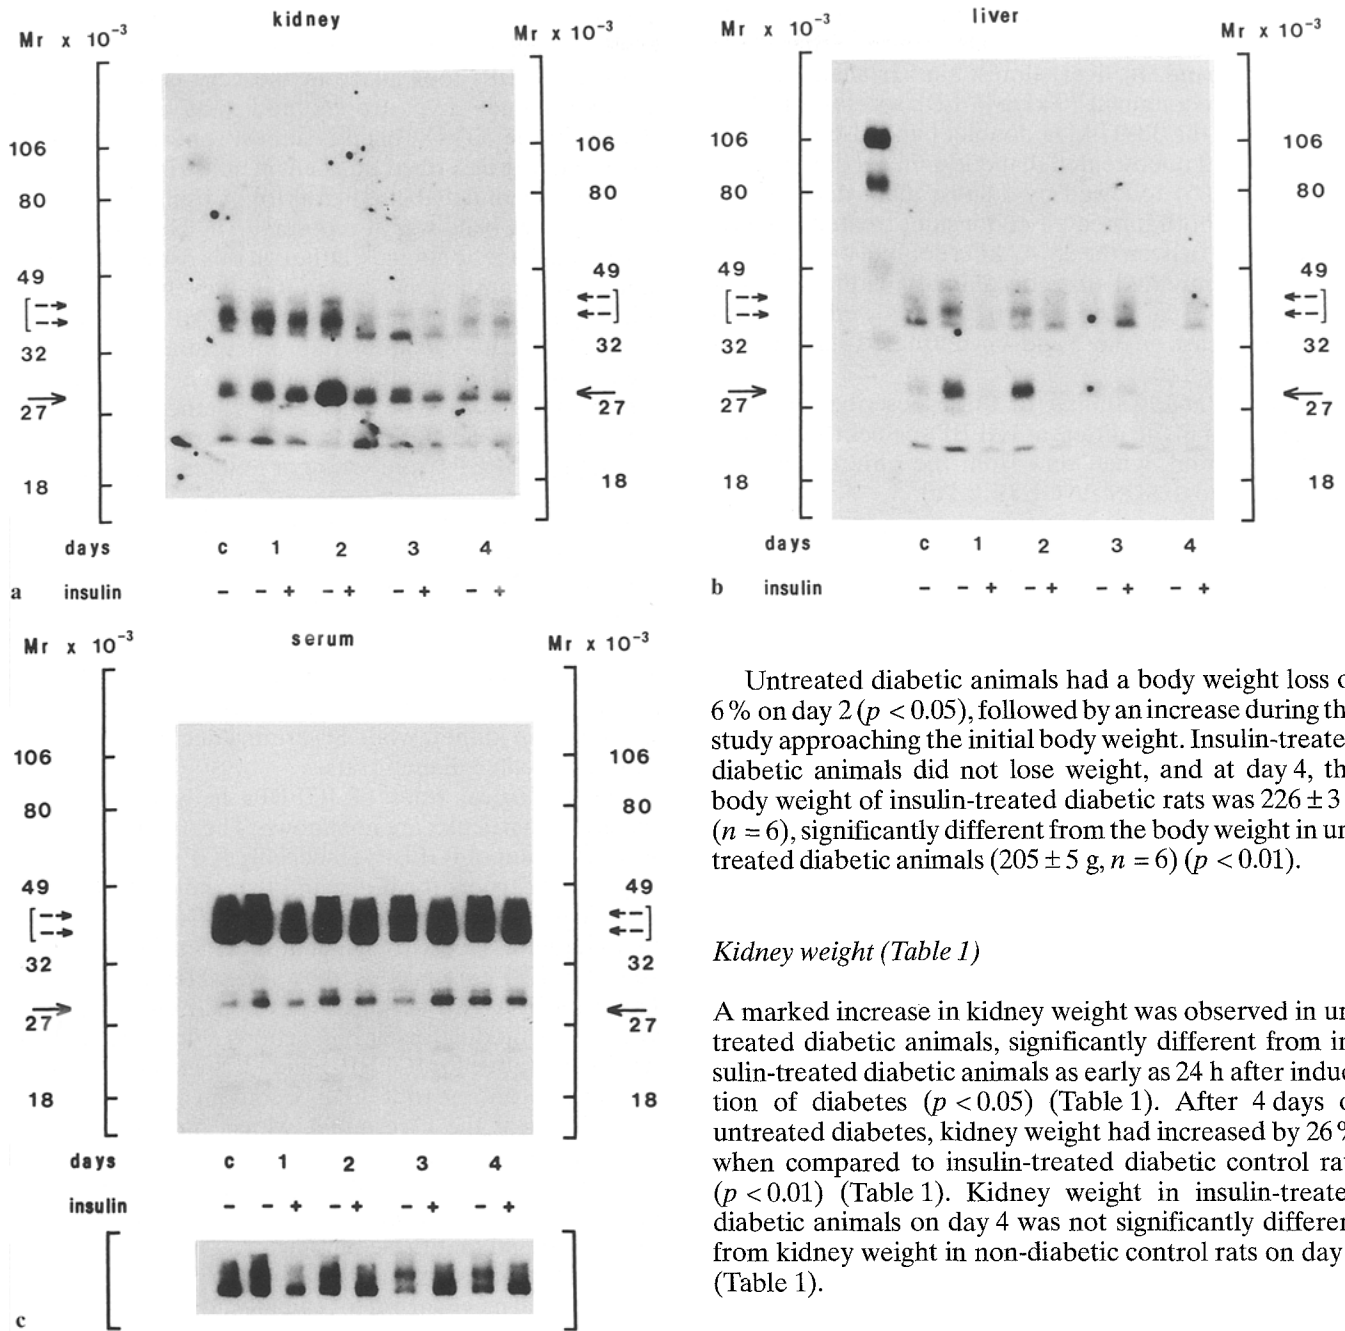 kidney
Mr x 10⁻³
Mr x 10⁻³
106
80
49
32
27
18
106
80
49
32
27
18
days c 1 2 3 4
a insulin - - + - + - + - +
liver
Mr x 10⁻³
Mr x 10⁻³
106
80
49
32
27
18
106
80
49
32
27
18
days c 1 2 3 4
b insulin - - + - + - + - +
serum
Mr x 10⁻³
Mr x 10⁻³
106
80
49
32
27
18
106
80
49
32
27
18
days c 1 2 3 4
insulin - - + - + - + - +
c
Untreated diabetic animals had a body weight loss o
6 % on day 2 (p < 0.05), followed by an increase during th
study approaching the initial body weight. Insulin-treate
diabetic animals did not lose weight, and at day 4, th
body weight of insulin-treated diabetic rats was 226 ± 3
(n = 6), significantly different from the body weight in un
treated diabetic animals (205 ± 5 g, n = 6) (p < 0.01).
Kidney weight (Table 1)
A marked increase in kidney weight was observed in un
treated diabetic animals, significantly different from in
sulin-treated diabetic animals as early as 24 h after induc
tion of diabetes (p < 0.05) (Table 1). After 4 days o
untreated diabetes, kidney weight had increased by 26 %
when compared to insulin-treated diabetic control rat
(p < 0.01) (Table 1). Kidney weight in insulin-treate
diabetic animals on day 4 was not significantly differen
from kidney weight in non-diabetic control rats on day
(Table 1).